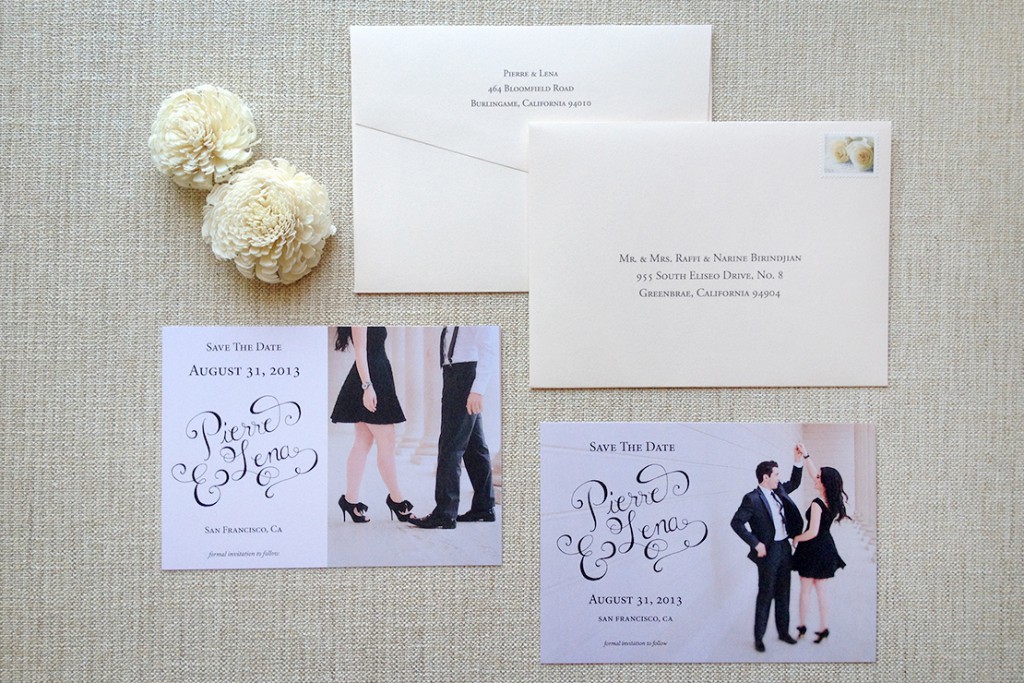 Pierre & Lena
464 Bloomfield Road
Burlingame, California 94010
Mr. & Mrs. Raffi & Narine Birindjian
955 South Eliseo Drive, No. 8
Greenbrae, California 94904
Save The Date
August 31, 2013
Pierre
& Lena
San Francisco, CA
formal invitation to follow
Save The Date
Pierre
& Lena
August 31, 2013
san francisco, ca
formal invitation to follow